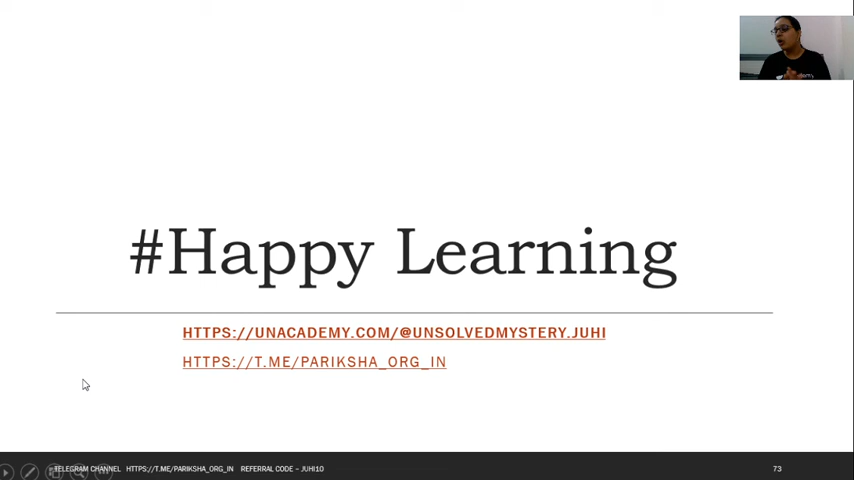 #Happy Learning
HTTPS://UNACADEMY.COM/@UNSOLVEDMYSTERY.JUHI
HTTPS://T.ME/PARIKSHA_ORG_IN
TELEGRAM CHANNEL HTTPS://T.ME/PARIKSHA_ORG_IN REFERRAL CODE – JUHI10
73